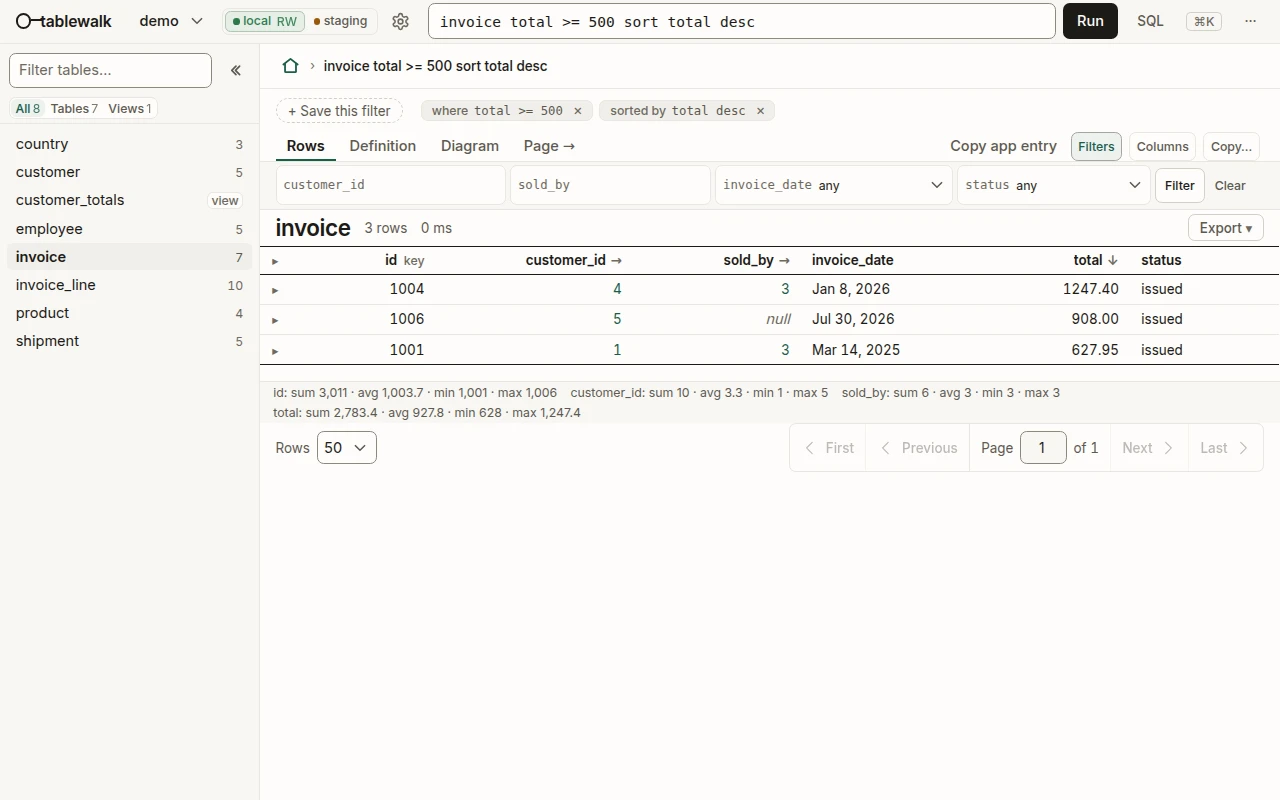 tablewalk demo local RW staging invoice total >= 500 sort total desc Run SQL ⌘K ...
Filter tables... «
All 8 Tables 7 Views 1
country 3
customer 5
customer_totals view
employee 5
invoice 7
invoice_line 10
product 4
shipment 5
› invoice total >= 500 sort total desc
+ Save this filter where total >= 500 × sorted by total desc ×
Rows Definition Diagram Page → Copy app entry Filters Columns Copy...
customer_id sold_by invoice_date any status any Filter Clear
invoice 3 rows 0 ms Export ▾
▸ id key customer_id → sold_by → invoice_date total ↓ status
▸ 1004 4 3 Jan 8, 2026 1247.40 issued
▸ 1006 5 null Jul 30, 2026 908.00 issued
▸ 1001 1 3 Mar 14, 2025 627.95 issued
id: sum 3,011 · avg 1,003.7 · min 1,001 · max 1,006 customer_id: sum 10 · avg 3.3 · min 1 · max 5 sold_by: sum 6 · avg 3 · min 3 · max 3
total: sum 2,783.4 · avg 927.8 · min 628 · max 1,247.4
Rows 50 First Previous Page 1 of 1 Next Last